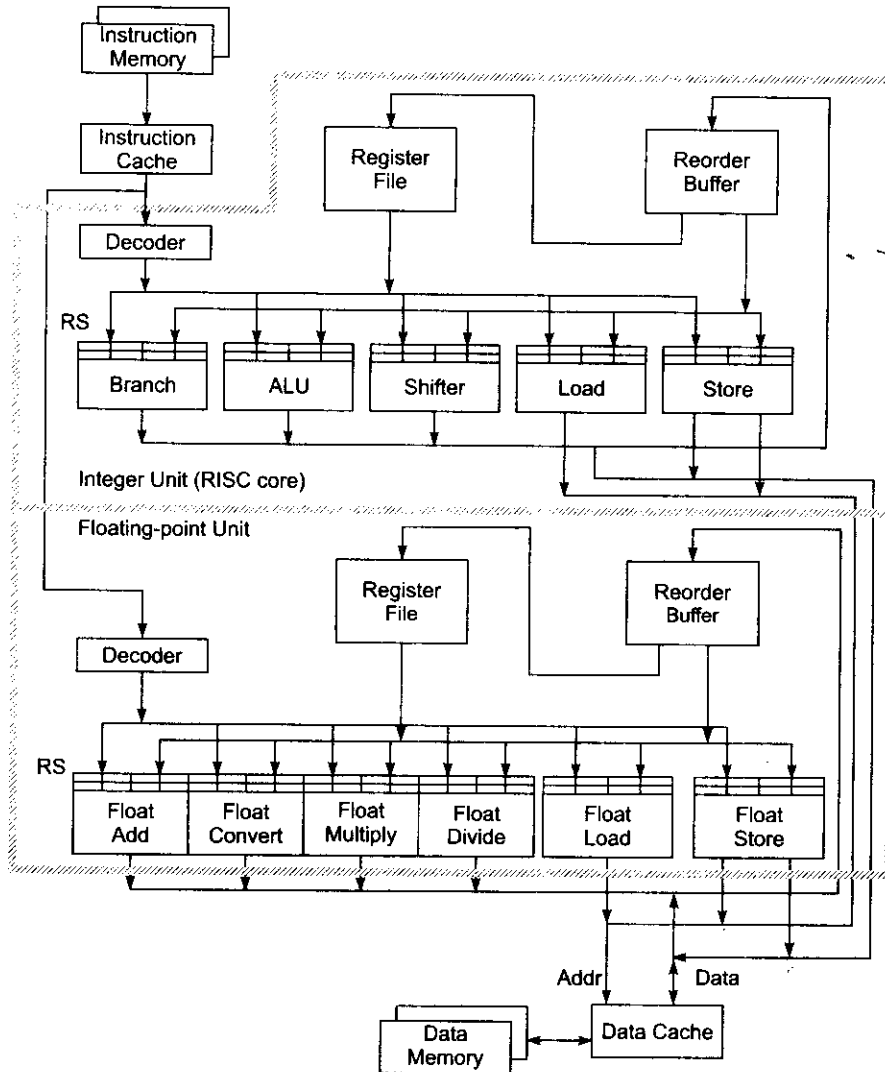 Instruction
Memory
Instruction
Cache
Register
File
Reorder
Buffer
Decoder
RS
Branch
ALU
Shifter
Load
Store
Integer Unit (RISC core)
Floating-point Unit
Register
File
Reorder
Buffer
Decoder
RS
Float
Add
Float
Convert
Float
Multiply
Float
Divide
Float
Load
Float
Store
Addr
Data
Data Cache
Data
Memory